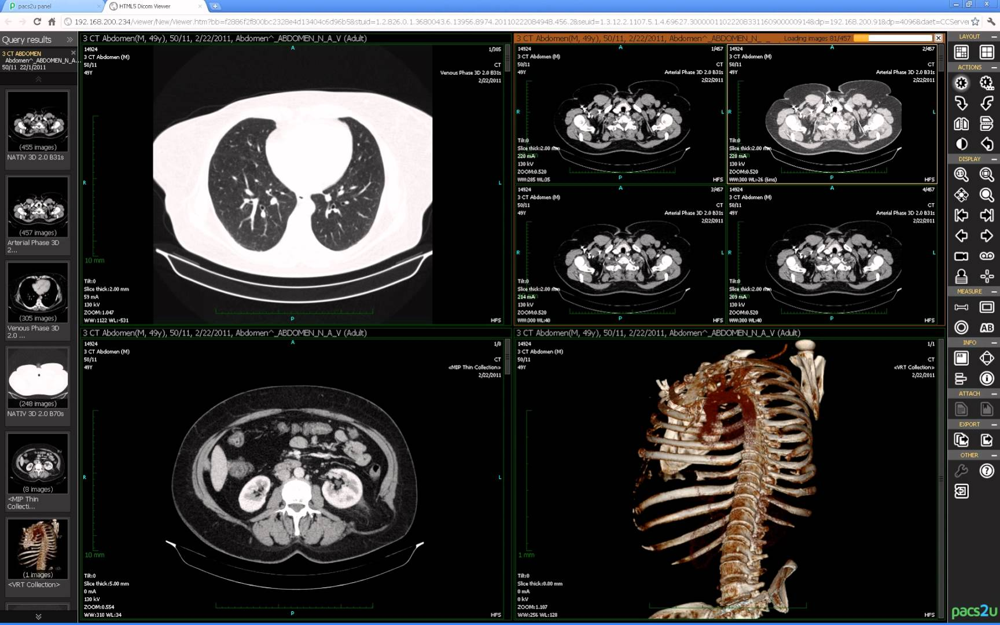 pacs2u panel
HTML5 Dicom Viewer
192.168.200.234/viewer/New/Viewer.htm?bb=f2886f2f800bc2328e4d13404c6d96b5&stuid=1.2.826.0.1.3680043.6.13956.8974.20110222084948.456.2&seuid=1.3.12.2.1107.5.1.4.69627.30000011022208331160900000914&dip=192.168.200.91&dp=4096&daet=CCServer
Query results
3 CT ABDOMEN
Abdomen^_ABDOMEN_N_A...
50/11 22/1/2011
(455 images)
NATIV 3D 2.0 B31s
(457 images)
Arterial Phase 3D
2...
(305 images)
Venous Phase 3D
2.0 ...
(248 images)
NATIV 3D 2.0 B70s
(8 images)
<MIP Thin
Collecti...
(1 images)
<VRT Collection>
3 CT Abdomen(M, 49y), 50/11, 2/22/2011, Abdomen^_ABDOMEN_N_A_V (Adult)
14924
3 CT Abdomen (M)
50/11
49Y
A
1/305
CT
Venous Phase 3D 2.0 B31s
2/22/2011
R
L
10 mm
Tilt:0
Slice thick:2.00 mm
59 mA
130 kV
ZOOM:1.047
WW:1122 WL:-531
P
HFS
3 CT Abdomen(M, 49y), 50/11, 2/22/2011, Abdomen^_ABDOMEN_N_
Loading images 81/457
14924
3 CT Abdomen (M)
50/11
49Y
A
1/457
CT
Arterial Phase 3D 2.0 B31s
2/22/2011
R
L
Tilt:0
Slice thick:2.00 mm
220 mA
130 kV
ZOOM:0.520
WW:285 WL:35
P
HFS
14924
3 CT Abdomen (M)
50/11
49Y
A
2/457
CT
Arterial Phase 3D 2.0 B31s
2/22/2011
R
L
Tilt:0
Slice thick:2.00 mm
228 mA
130 kV
ZOOM:0.520
WW:300 WL:-26 (6ms)
P
HFS
14924
3 CT Abdomen (M)
50/11
49Y
A
3/457
CT
Arterial Phase 3D 2.0 B31s
2/22/2011
R
L
Tilt:0
Slice thick:2.00 mm
214 mA
130 kV
ZOOM:0.520
WW:300 WL:40
P
HFS
14924
3 CT Abdomen (M)
50/11
49Y
A
4/457
CT
Arterial Phase 3D 2.0 B31s
2/22/2011
R
L
Tilt:0
Slice thick:2.00 mm
209 mA
130 kV
ZOOM:0.520
WW:300 WL:40
P
HFS
3 CT Abdomen(M, 49y), 50/11, 2/22/2011, Abdomen^_ABDOMEN_N_A_V (Adult)
14924
3 CT Abdomen (M)
50/11
49Y
A
1/8
CT
<MIP Thin Collection>
2/22/2011
R
L
10 mm
Tilt:0
Slice thick:5.00 mm
0 mA
130 kV
ZOOM:0.554
WW:310 WL:34
P
HFS
3 CT Abdomen(M, 49y), 50/11, 2/22/2011, Abdomen^_ABDOMEN_N_A_V (Adult)
14924
3 CT Abdomen (M)
50/11
49Y
1/1
CT
<VRT Collection>
2/22/2011
1 mm
Tilt:0
Slice thick:0.00 mm
0 mA
0 kV
ZOOM:1.107
WW:256 WL:128
HFS
LAYOUT
ACTIONS
DISPLAY
MEASURE
AB
INFO
AB
ATTACH
EXPORT
OTHER
pacs2u